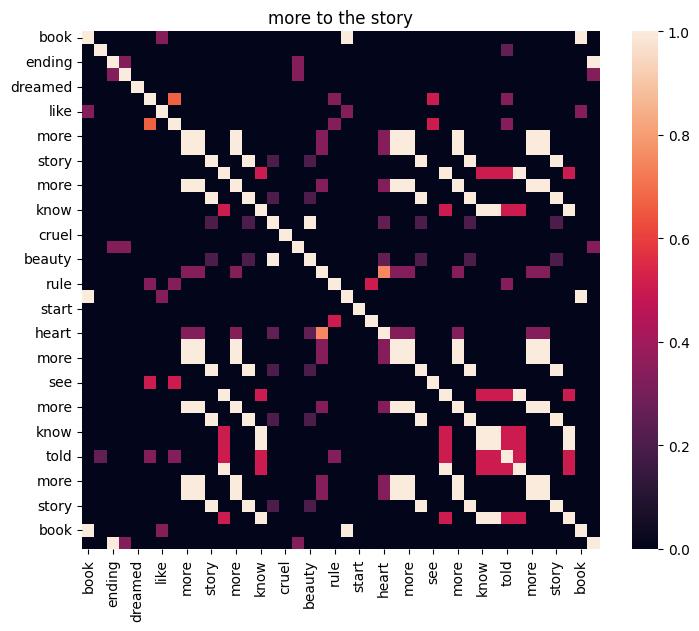 more to the story
book
ending
dreamed
like
more
story
more
know
cruel
beauty
rule
start
heart
more
see
more
know
told
more
story
book
book
ending
dreamed
like
more
story
more
know
cruel
beauty
rule
start
heart
more
see
more
know
told
more
story
book
1.0
0.8
0.6
0.4
0.2
0.0